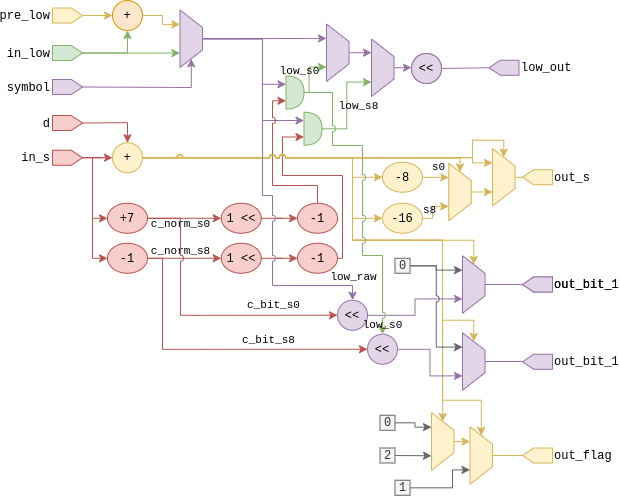 pre_low
+
in_low
symbol
low_s0
<<
low_out
low_s8
d
in_s
+
-8
s0
out_s
+7
c_norm_s0
1 <<
-1
-16
s8
-1
c_norm_s8
1 <<
-1
0
low_raw
out_bit_1
c_bit_s0
<<
low_s0
c_bit_s8
<<
out_bit_1
0
2
out_flag
1